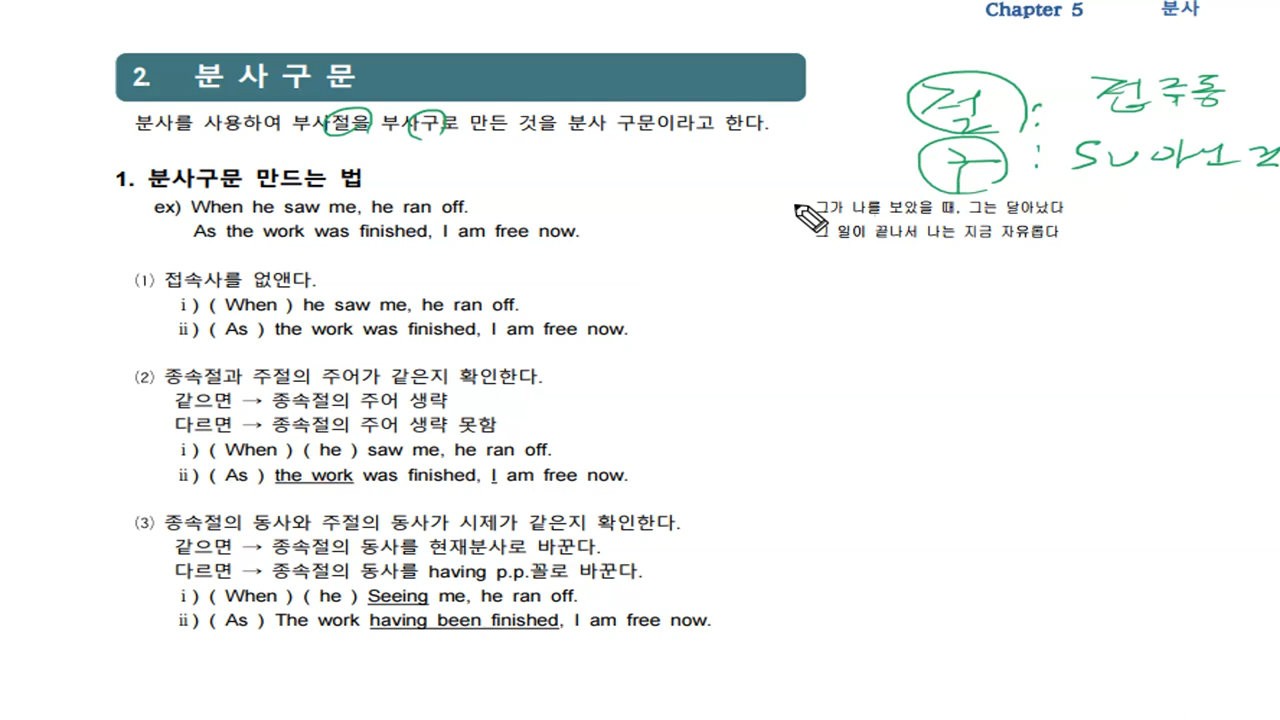 Chapter 5 분사
2. 분 사 구 문
분사를 사용하여 부사절을 부사구로 만든 것을 분사 구문이라고 한다.
절 :
구 : SV
1. 분사구문 만드는 법
ex) When he saw me, he ran off. 그가 나를 보았을 때, 그는 달아났다
As the work was finished, I am free now. 그 일이 끝나서 나는 지금 자유롭다
(1) 접속사를 없앤다.
ⅰ) ( When ) he saw me, he ran off.
ⅱ) ( As ) the work was finished, I am free now.
(2) 종속절과 주절의 주어가 같은지 확인한다.
같으면 → 종속절의 주어 생략
다르면 → 종속절의 주어 생략 못함
ⅰ) ( When ) ( he ) saw me, he ran off.
ⅱ) ( As ) the work was finished, I am free now.
(3) 종속절의 동사와 주절의 동사가 시제가 같은지 확인한다.
같으면 → 종속절의 동사를 현재분사로 바꾼다.
다르면 → 종속절의 동사를 having p.p.꼴로 바꾼다.
ⅰ) ( When ) ( he ) Seeing me, he ran off.
ⅱ) ( As ) The work having been finished, I am free now.